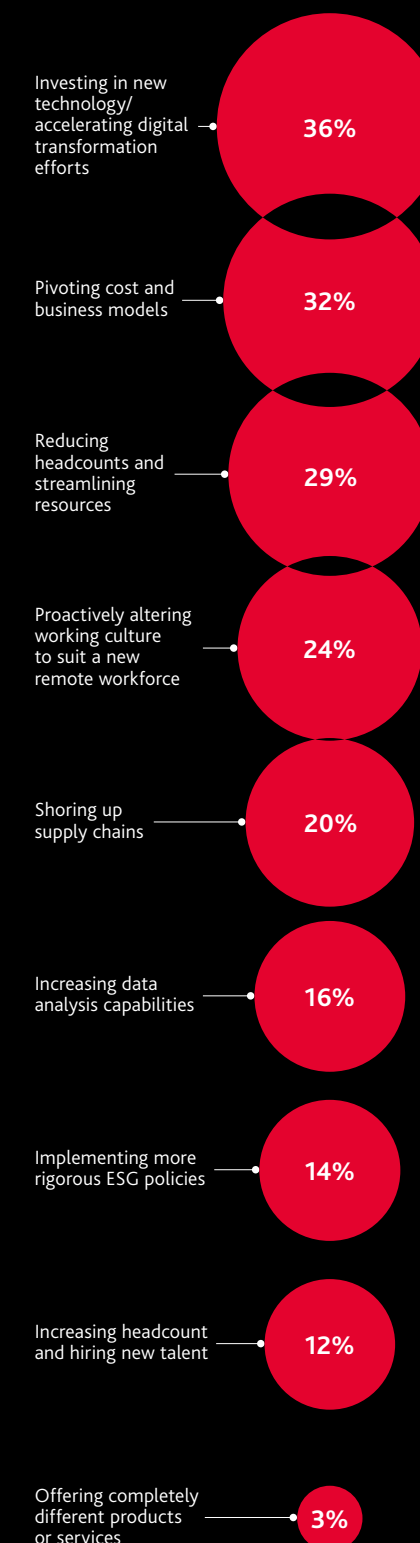 Investing in new
technology/
accelerating digital
transformation
efforts
36%
Pivoting cost and
business models
32%
Reducing
headcounts and
streamlining
resources
29%
Proactively altering
working culture
to suit a new
remote workforce
24%
Shoring up
supply chains
20%
Increasing data
analysis capabilities
16%
Implementing more
rigorous ESG policies
14%
Increasing headcount
and hiring new talent
12%
Offering completely
different products
or services
3%